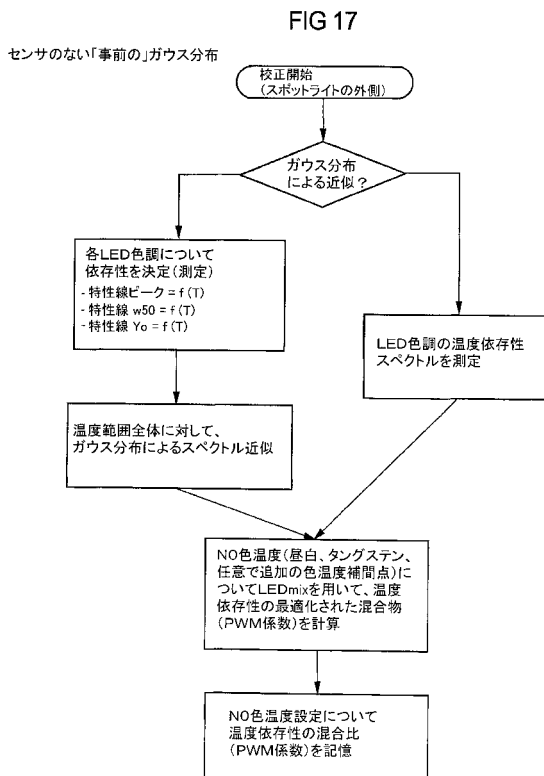 FIG 17
センサのない「事前の」ガウス分布
校正開始
(スポットライトの外側)
ガウス分布
による近似?
各LED色調について
依存性を決定(測定)
- 特性線ピーク = f(T)
- 特性線 w50 = f(T)
- 特性線 Yo = f(T)
LED色調の温度依存性
スペクトルを測定
温度範囲全体に対して、
ガウス分布によるスペクトル近似
N0色温度(昼白、タングステン、
任意で追加の色温度補間点)に
ついてLEDmixを用いて、温度
依存性の最適化された混合物
(PWM係数)を計算
N0色温度設定について
温度依存性の混合比
(PWM係数)を記憶